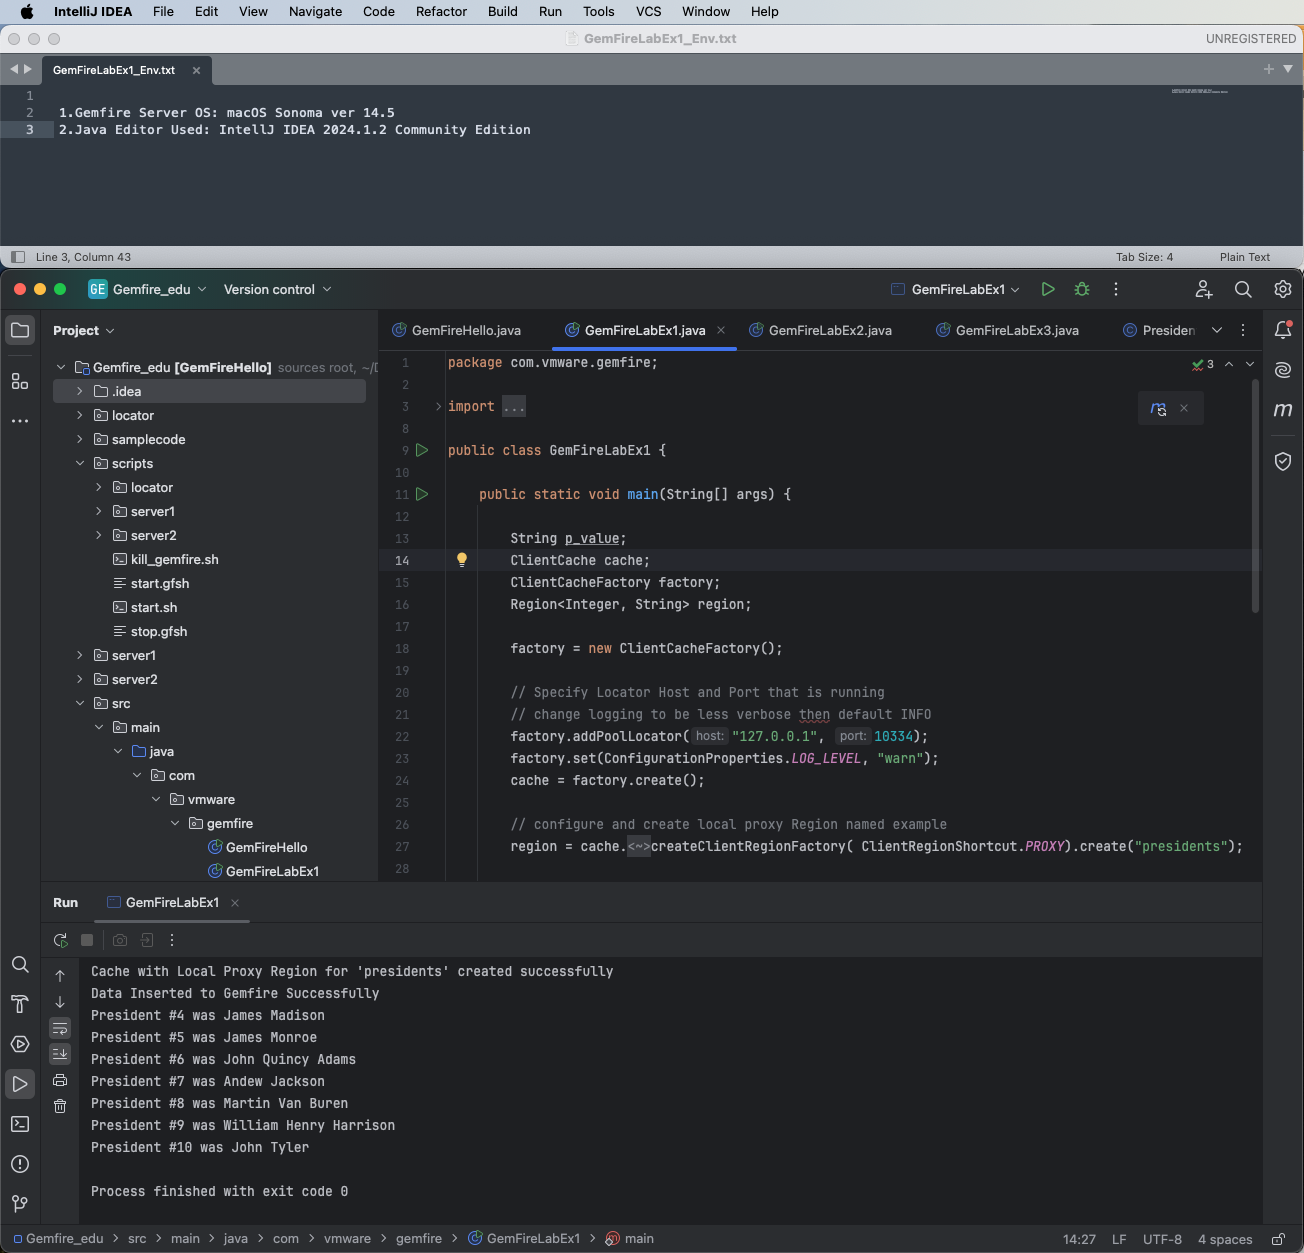 IntelliJ IDEA File Edit View Navigate Code Refactor Build Run Tools VCS Window Help
GemFireLabEx1_Env.txt UNREGISTERED
GemFireLabEx1_Env.txt
1
2 1.Gemfire Server OS: macOS Sonoma ver 14.5
3 2.Java Editor Used: IntellJ IDEA 2024.1.2 Community Edition
Line 3, Column 43 Tab Size: 4 Plain Text
GE Gemfire_edu Version control GemFireLabEx1
Project
GemFireHello.java GemFireLabEx1.java GemFireLabEx2.java GemFireLabEx3.java Presiden
Gemfire_edu [GemFireHello] sources root, ~/D
.idea
locator
samplecode
scripts
locator
server1
server2
kill_gemfire.sh
start.gfsh
start.sh
stop.gfsh
server1
server2
src
main
java
com
vmware
gemfire
GemFireHello
GemFireLabEx1
3
1 package com.vmware.gemfire;
2
3 import ...
8
9 public class GemFireLabEx1 {
10
11 public static void main(String[] args) {
12
13 String p_value;
14 ClientCache cache;
15 ClientCacheFactory factory;
16 Region<Integer, String> region;
17
18 factory = new ClientCacheFactory();
19
20 // Specify Locator Host and Port that is running
21 // change logging to be less verbose then default INFO
22 factory.addPoolLocator( host: "127.0.0.1", port: 10334);
23 factory.set(ConfigurationProperties.LOG_LEVEL, "warn");
24 cache = factory.create();
25
26 // configure and create local proxy Region named example
27 region = cache.<~>createClientRegionFactory( ClientRegionShortcut.PROXY).create("presidents");
28
m
Run GemFireLabEx1
Cache with Local Proxy Region for 'presidents' created successfully
Data Inserted to Gemfire Successfully
President #4 was James Madison
President #5 was James Monroe
President #6 was John Quincy Adams
President #7 was Andew Jackson
President #8 was Martin Van Buren
President #9 was William Henry Harrison
President #10 was John Tyler
Process finished with exit code 0
Gemfire_edu > src > main > java > com > vmware > gemfire > GemFireLabEx1 > main 14:27 LF UTF-8 4 spaces